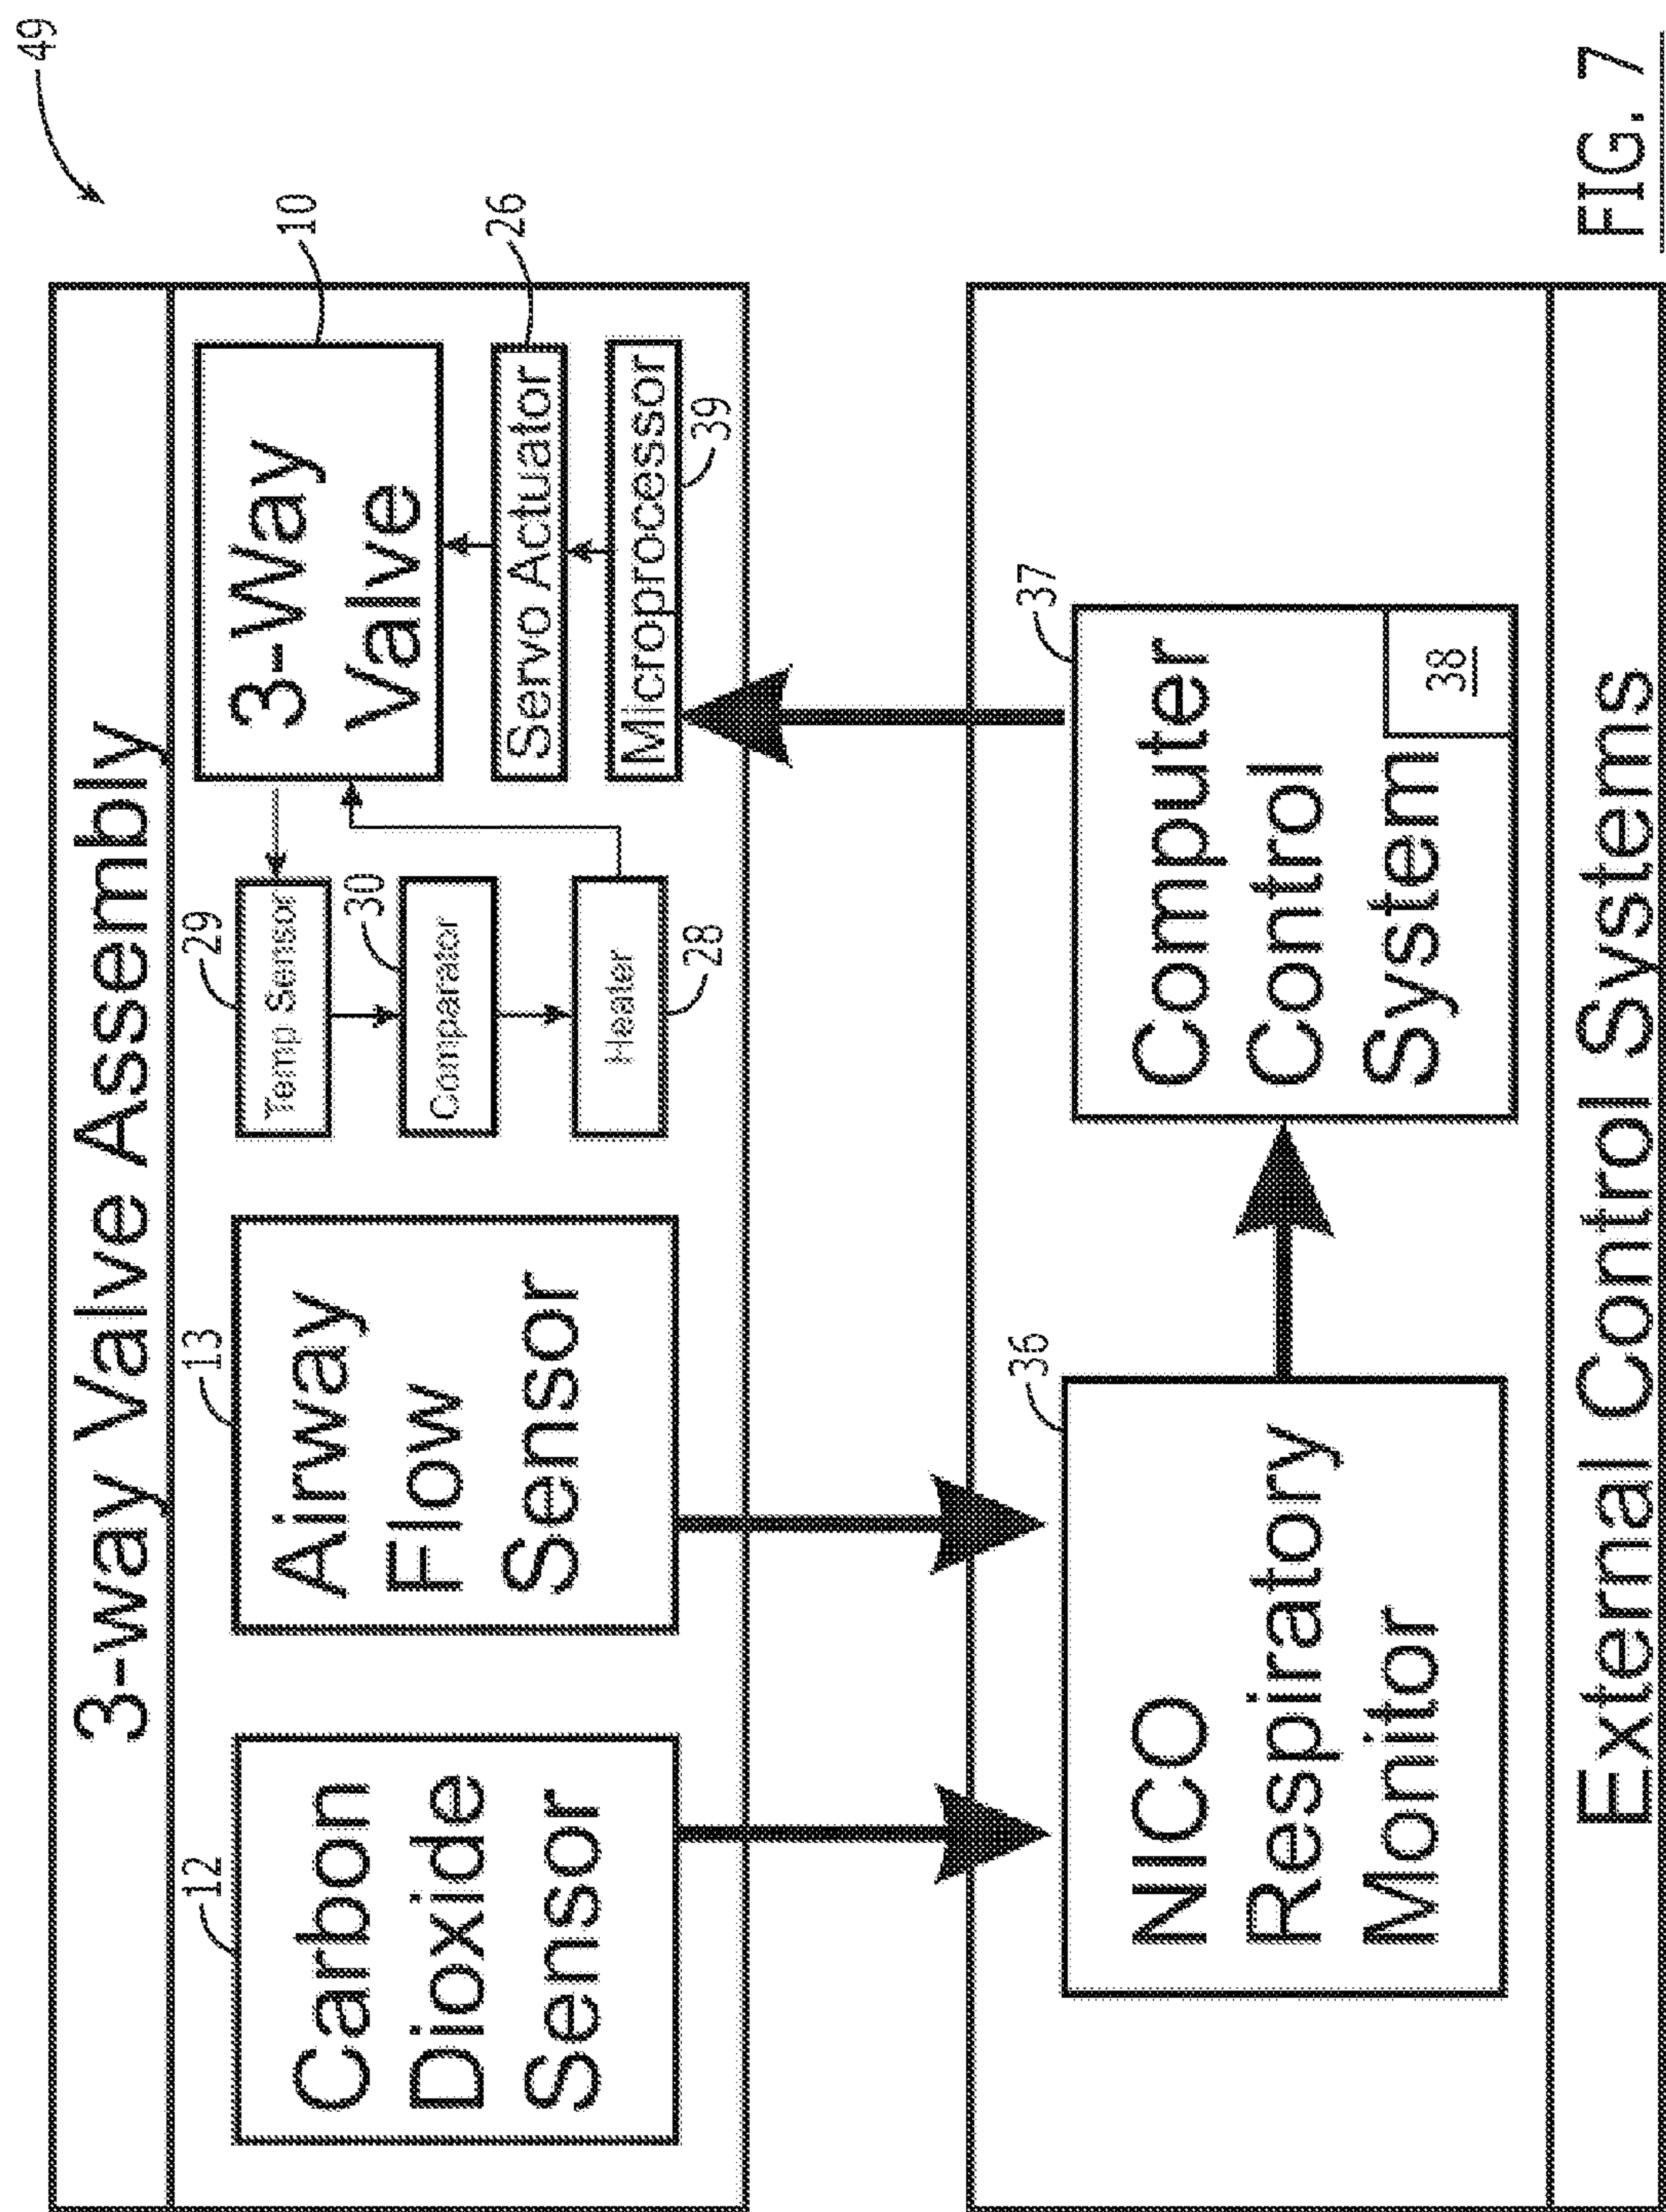 49
3-way Valve Assembly
12
Carbon
Dioxide
Sensor
13
Airway
Flow
Sensor
29
Temp Sensor
30
Comparator
Heater
28
3-Way
Valve
10
Servo Actuator
26
Microprocessor
39
36
NICO
Respiratory
Monitor
37
Computer
Control
System
38
External Control Systems
FIG. 7